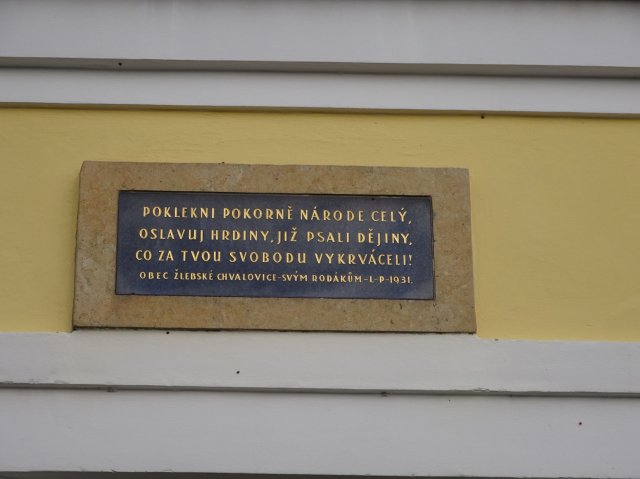 POKLEKNI POKORNĚ NÁRODE CELÝ,
OSLAVUJ HRDINY, JIŽ PSALI DĚJINY,
CO ZA TVOU SVOBODU VYKRVÁCELI!
OBEC ŽLEBSKÉ CHVALOVICE-SVÝM RODÁKŮM-L-P-1931.